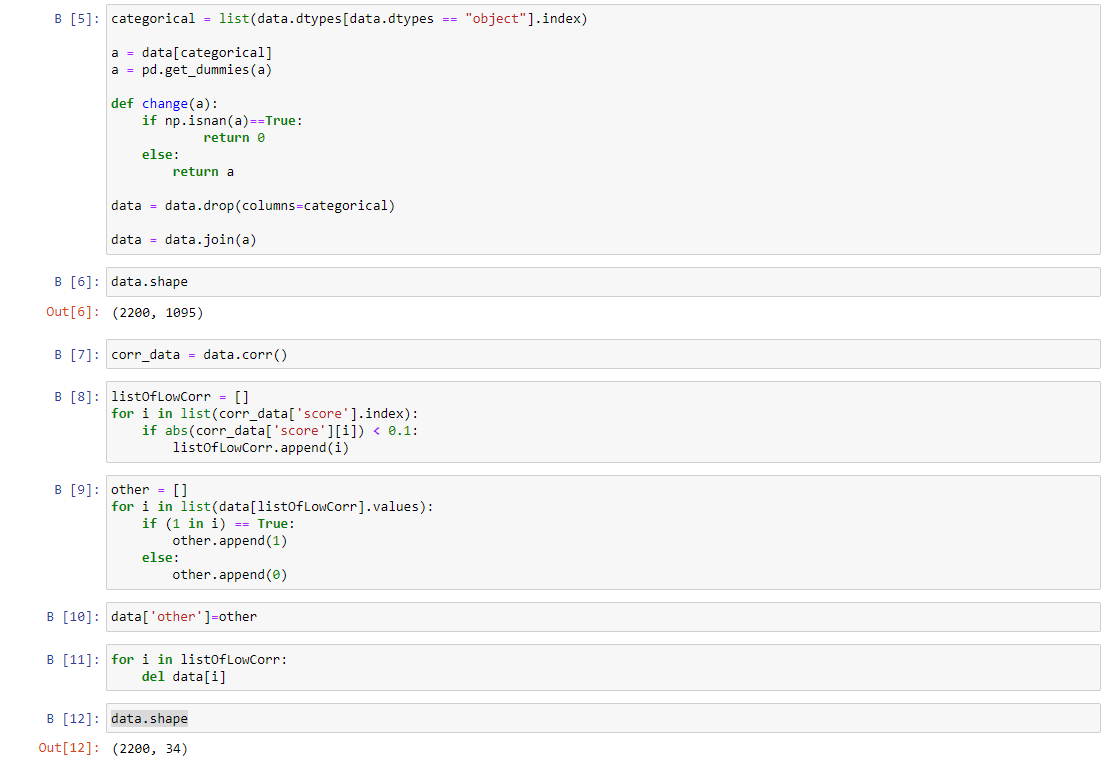 B [5]: categorical = list(data.dtypes[data.dtypes == "object"].index)
a = data[categorical]
a = pd.get_dummies(a)
def change(a):
    if np.isnan(a)==True:
            return 0
    else:
        return a
data = data.drop(columns=categorical)
data = data.join(a)
B [6]: data.shape
Out[6]: (2200, 1095)
B [7]: corr_data = data.corr()
B [8]: listOfLowCorr = []
for i in list(corr_data['score'].index):
    if abs(corr_data['score'][i]) < 0.1:
        listOfLowCorr.append(i)
B [9]: other = []
for i in list(data[listOfLowCorr].values):
    if (1 in i) == True:
        other.append(1)
    else:
        other.append(0)
B [10]: data['other']=other
B [11]: for i in listOfLowCorr:
    del data[i]
B [12]: data.shape
Out[12]: (2200, 34)